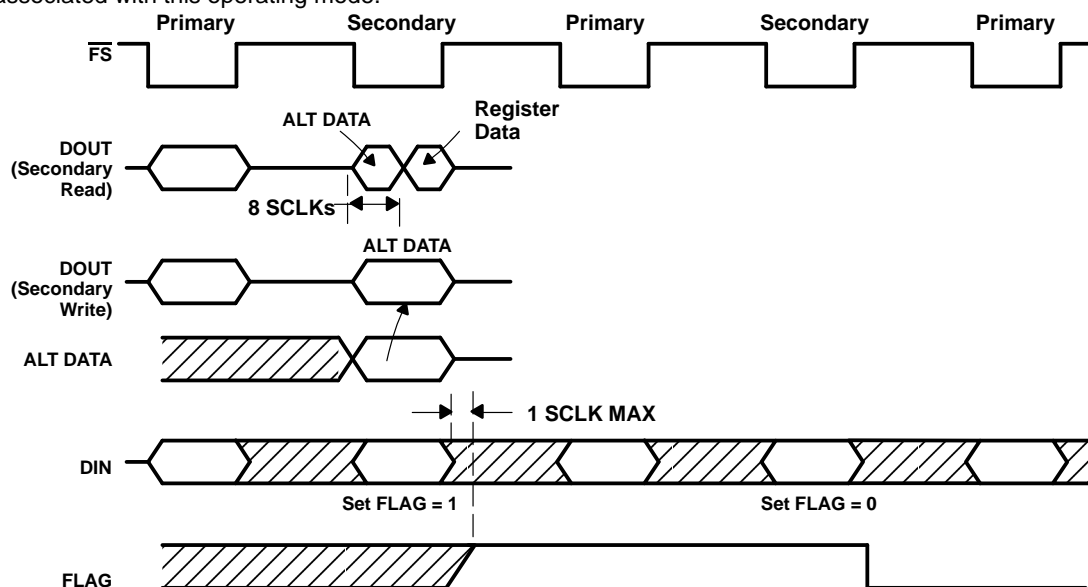 associated with this operating mode.
Primary Secondary Primary Secondary Primary
FS
ALT DATA
Register
Data
DOUT
(Secondary
Read)
8 SCLKs
ALT DATA
DOUT
(Secondary
Write)
ALT DATA
1 SCLK MAX
DIN
Set FLAG = 1 Set FLAG = 0
FLAG